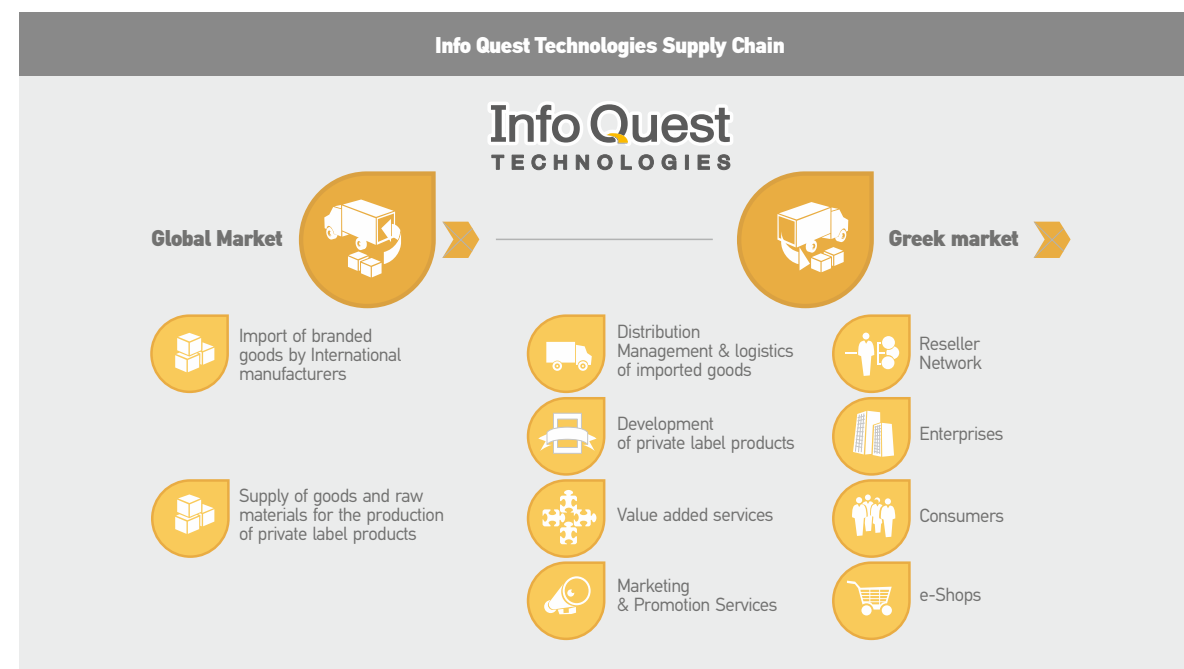 Info Quest Technologies Supply Chain
Info Quest
TECHNOLOGIES
Global Market
Greek market
Import of branded
goods by International
manufacturers
Supply of goods and raw
materials for the production
of private label products
Distribution
Management & logistics
of imported goods
Development
of private label products
Value added services
Marketing
& Promotion Services
Reseller
Network
Enterprises
Consumers
e-Shops